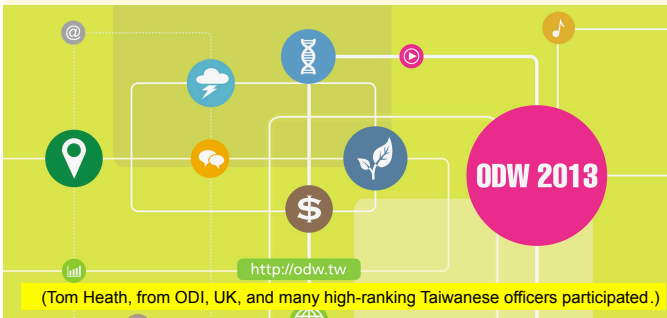 @
ODW 2013
$
http://odw.tw
(Tom Heath, from ODI, UK, and many high-ranking Taiwanese officers participated.)